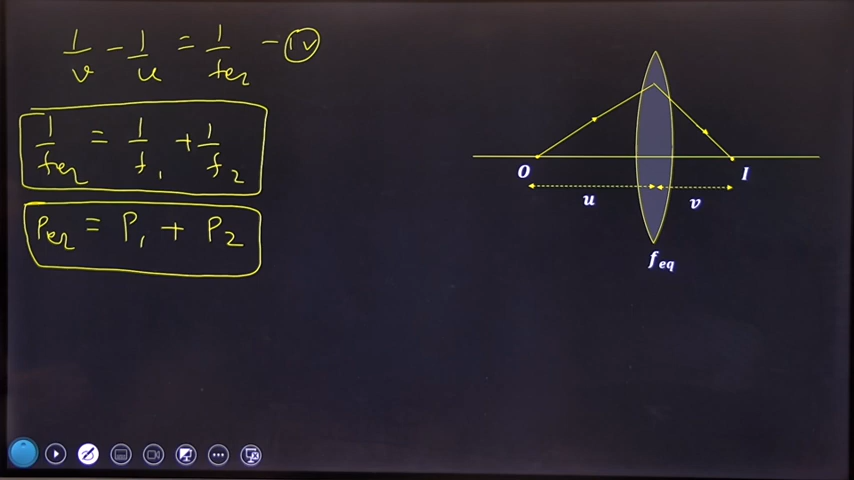 1/v - 1/u = 1/feq - iv
1/feq = 1/f1 + 1/f2
Peq = P1 + P2
O
I
u
v
feq